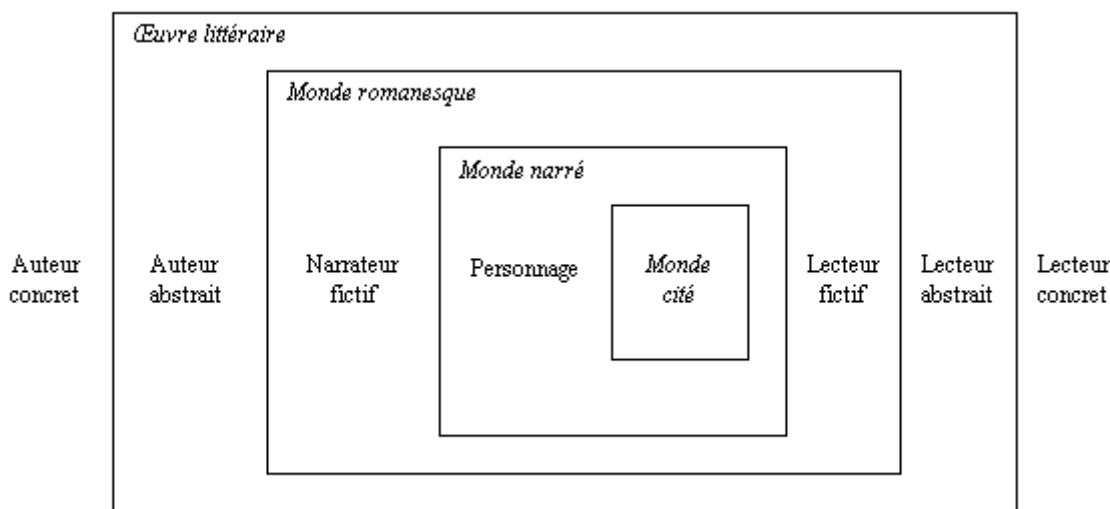 Œuvre littéraire
Monde romanesque
Monde narré
Auteur
concret
Auteur
abstrait
Narrateur
fictif
Personnage
Monde
cité
Lecteur
fictif
Lecteur
abstrait
Lecteur
concret